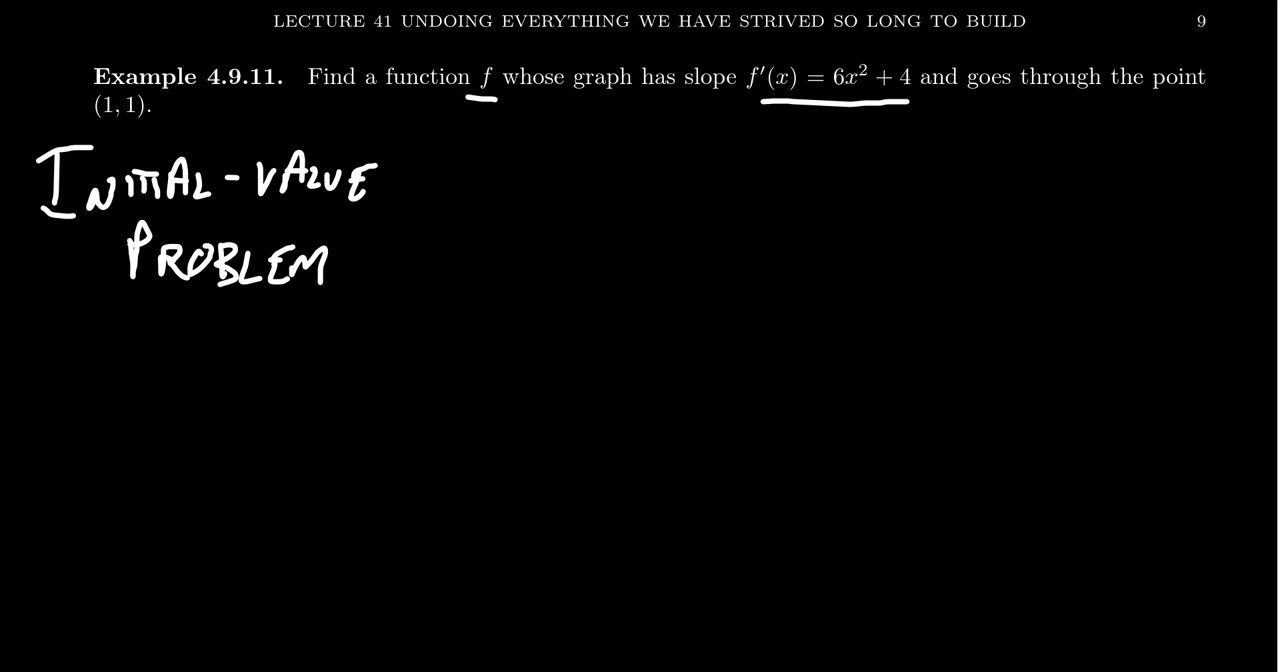 LECTURE 41 UNDOING EVERYTHING WE HAVE STRIVED SO LONG TO BUILD 9
Example 4.9.11. Find a function f whose graph has slope f′(x) = 6x² + 4 and goes through the point
(1, 1).
INITIAL-VALUE
PROBLEM